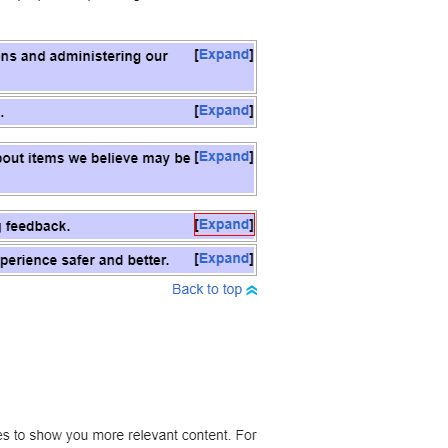 ns and administering our [Expand]
. [Expand]
out items we believe may be [Expand]
feedback. [Expand]
perience safer and better. [Expand]
Back to top
es to show you more relevant content. For